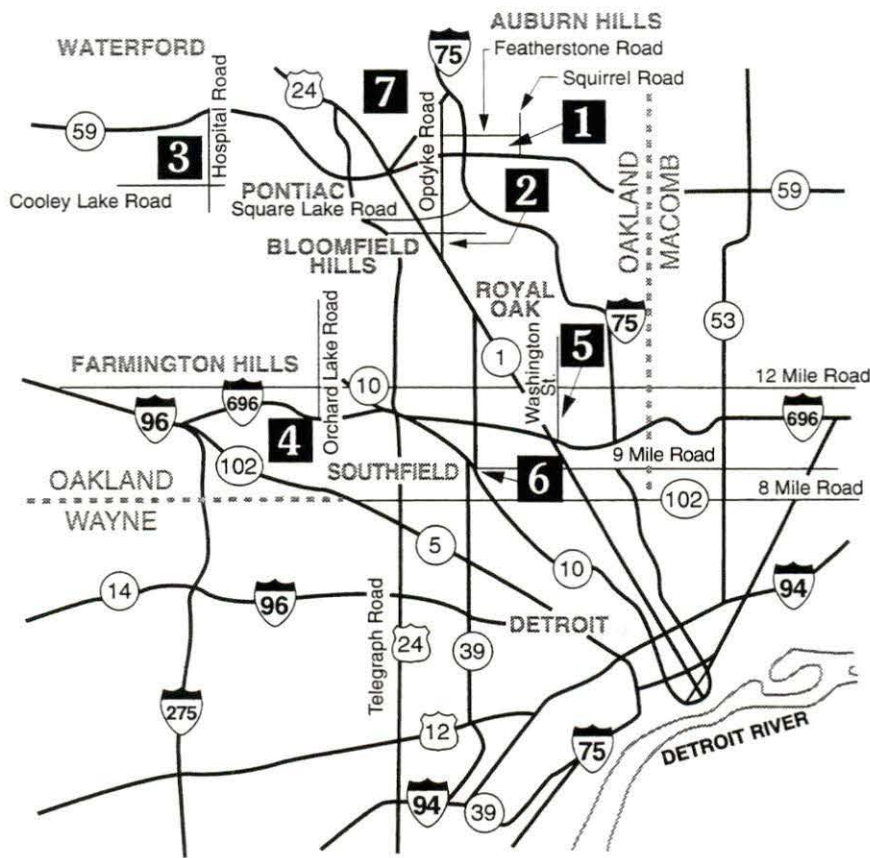 AUBURN HILLS
WATERFORD
75
Featherstone Road
Squirrel Road
24
7
1
Hospital Road
Opdyke Road
59
3
OAKLAND
MACOMB
PONTIAC
Cooley Lake Road
Square Lake Road
2
59
BLOOMFIELD
HILLS
ROYAL
OAK
75
53
Orchard Lake Road
5
1
Washington
St.
FARMINGTON HILLS
10
12 Mile Road
96
696
696
4
102
SOUTHFIELD
6
9 Mile Road
OAKLAND
WAYNE
102
8 Mile Road
5
10
14
96
94
DETROIT
Telegraph Road
24
39
275
12
75
DETROIT RIVER
94
39